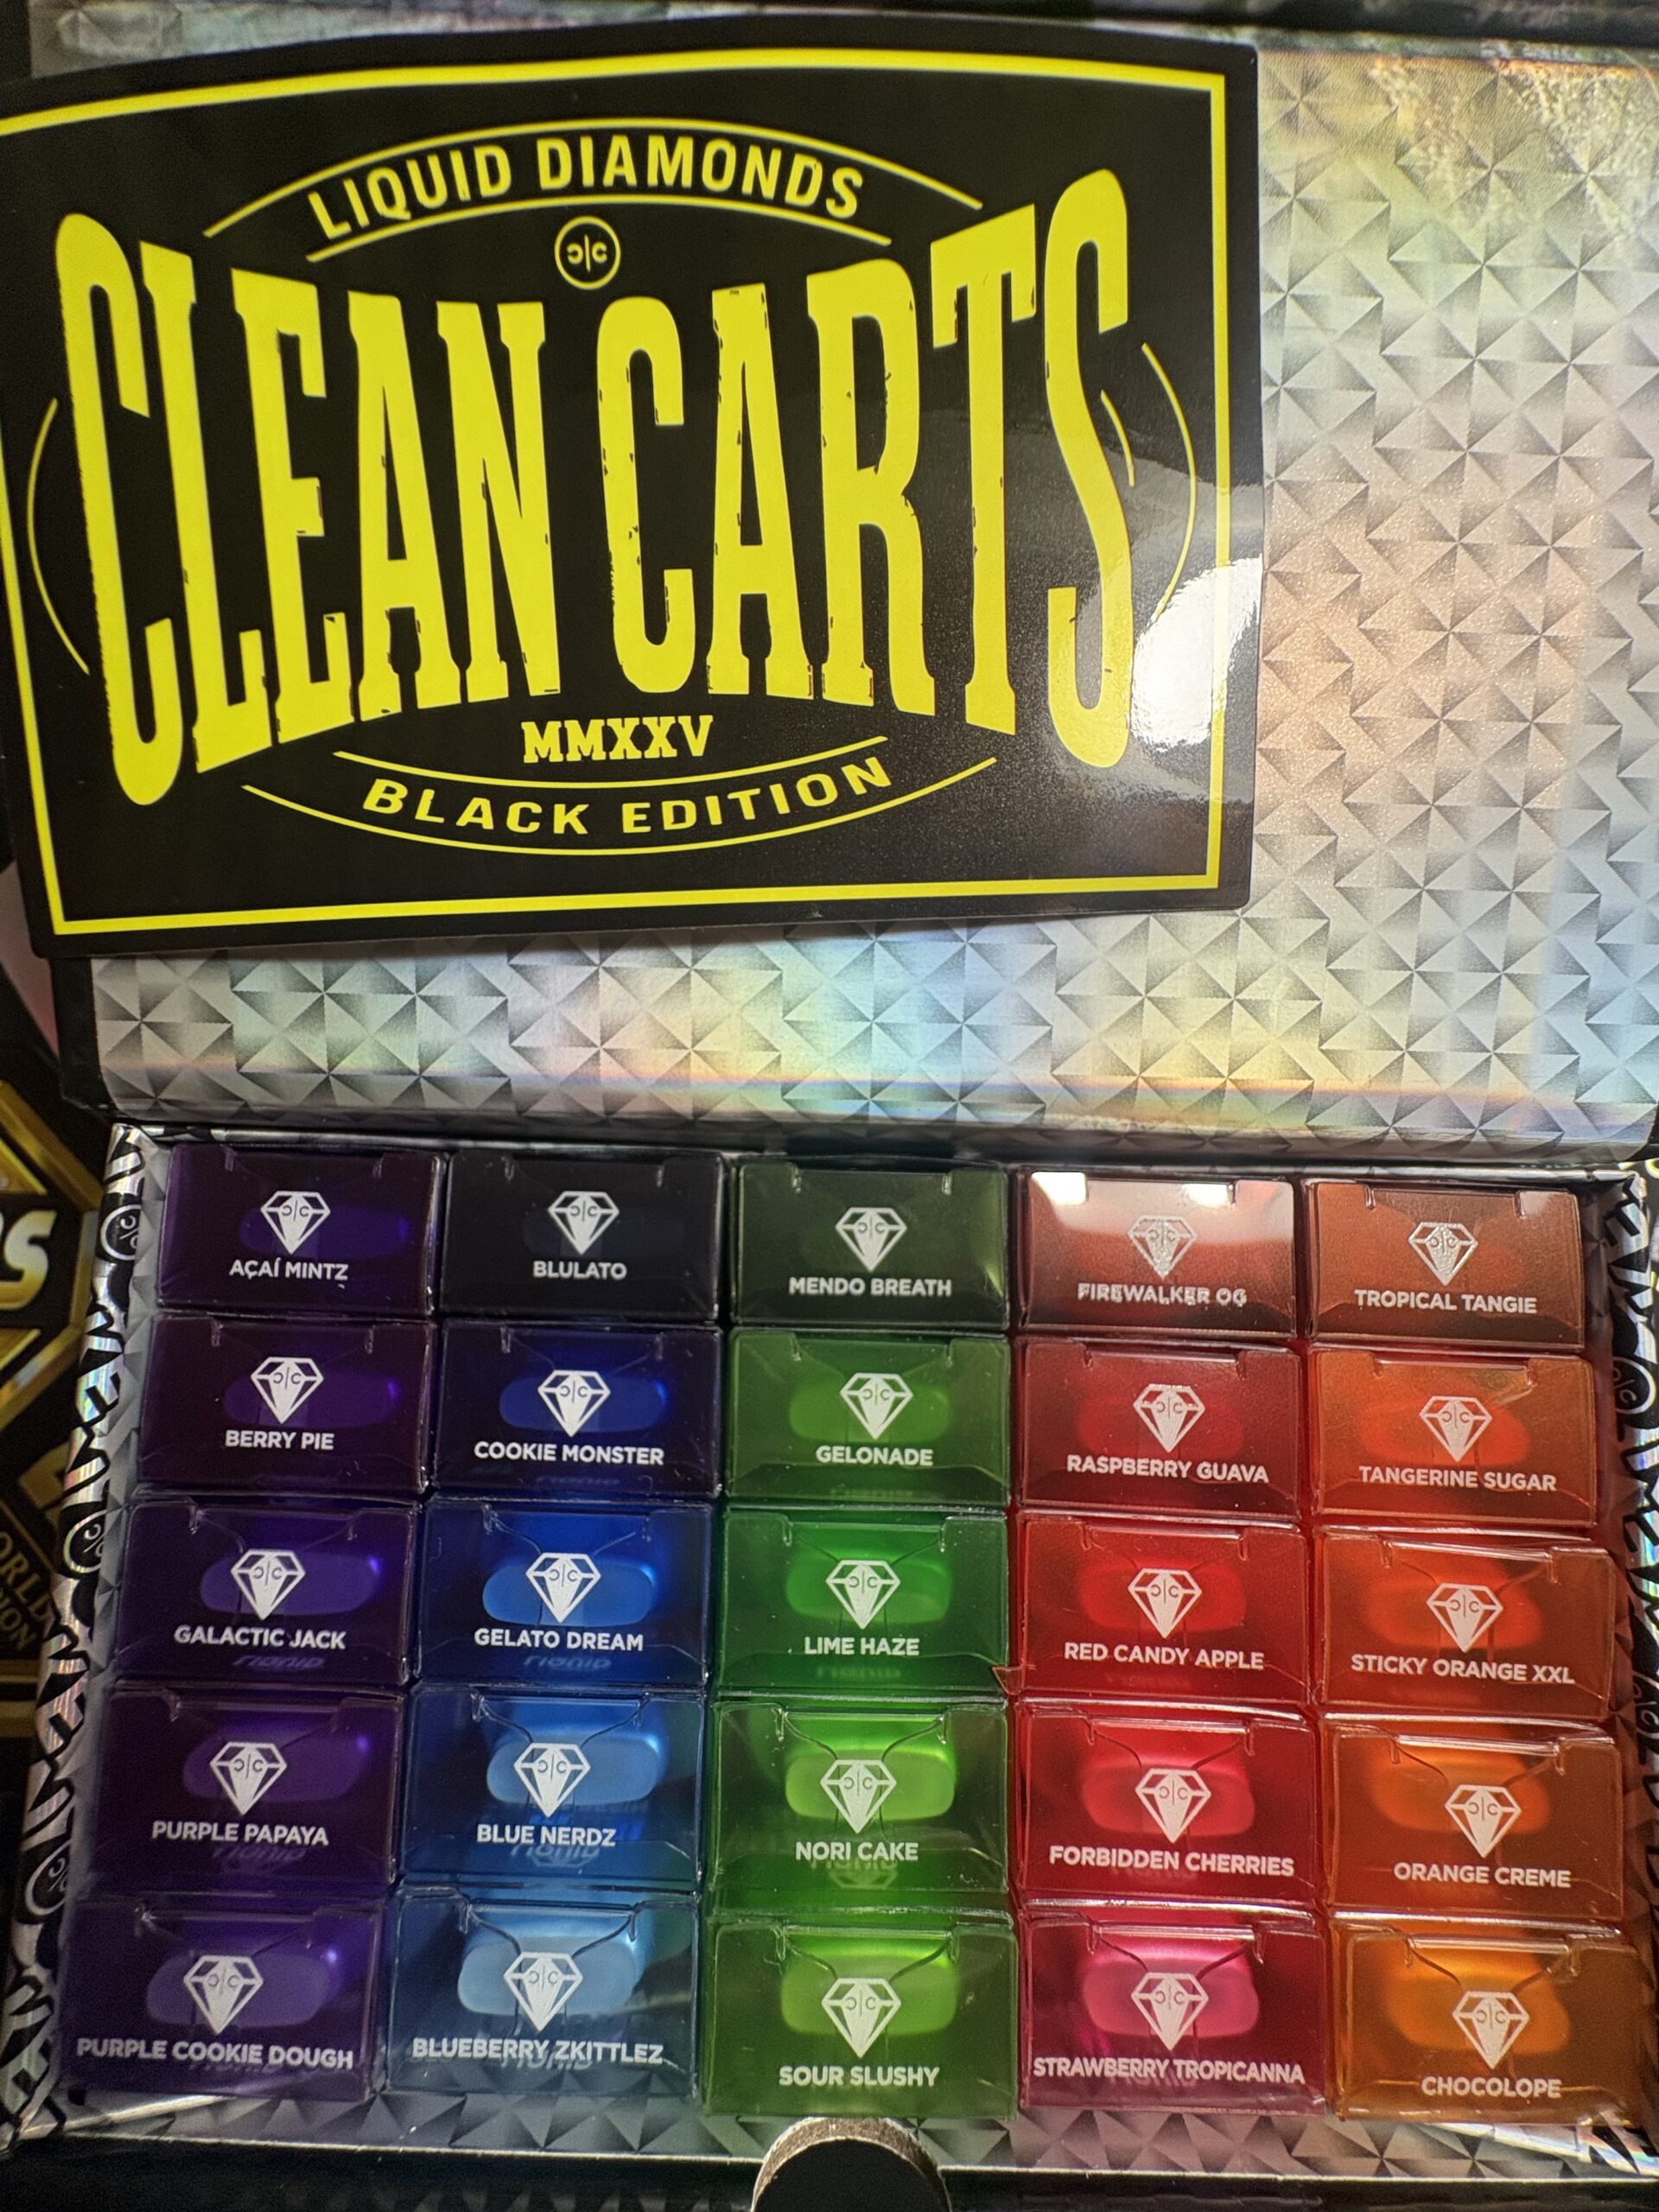 LIQUID DIAMONDS
CLEAN CARTS
MMXXV
BLACK EDITION
AÇAÍ MINTZ
BLULATO
MENDO BREATH
FIREWALKER OG
TROPICAL TANGIE
BERRY PIE
COOKIE MONSTER
GELONADE
RASPBERRY GUAVA
TANGERINE SUGAR
GALACTIC JACK
GELATO DREAM
LIME HAZE
RED CANDY APPLE
STICKY ORANGE XXL
PURPLE PAPAYA
BLUE NERDZ
NORI CAKE
FORBIDDEN CHERRIES
ORANGE CREME
PURPLE COOKIE DOUGH
BLUEBERRY ZKITTLEZ
SOUR SLUSHY
STRAWBERRY TROPICANNA
CHOCOLOPE